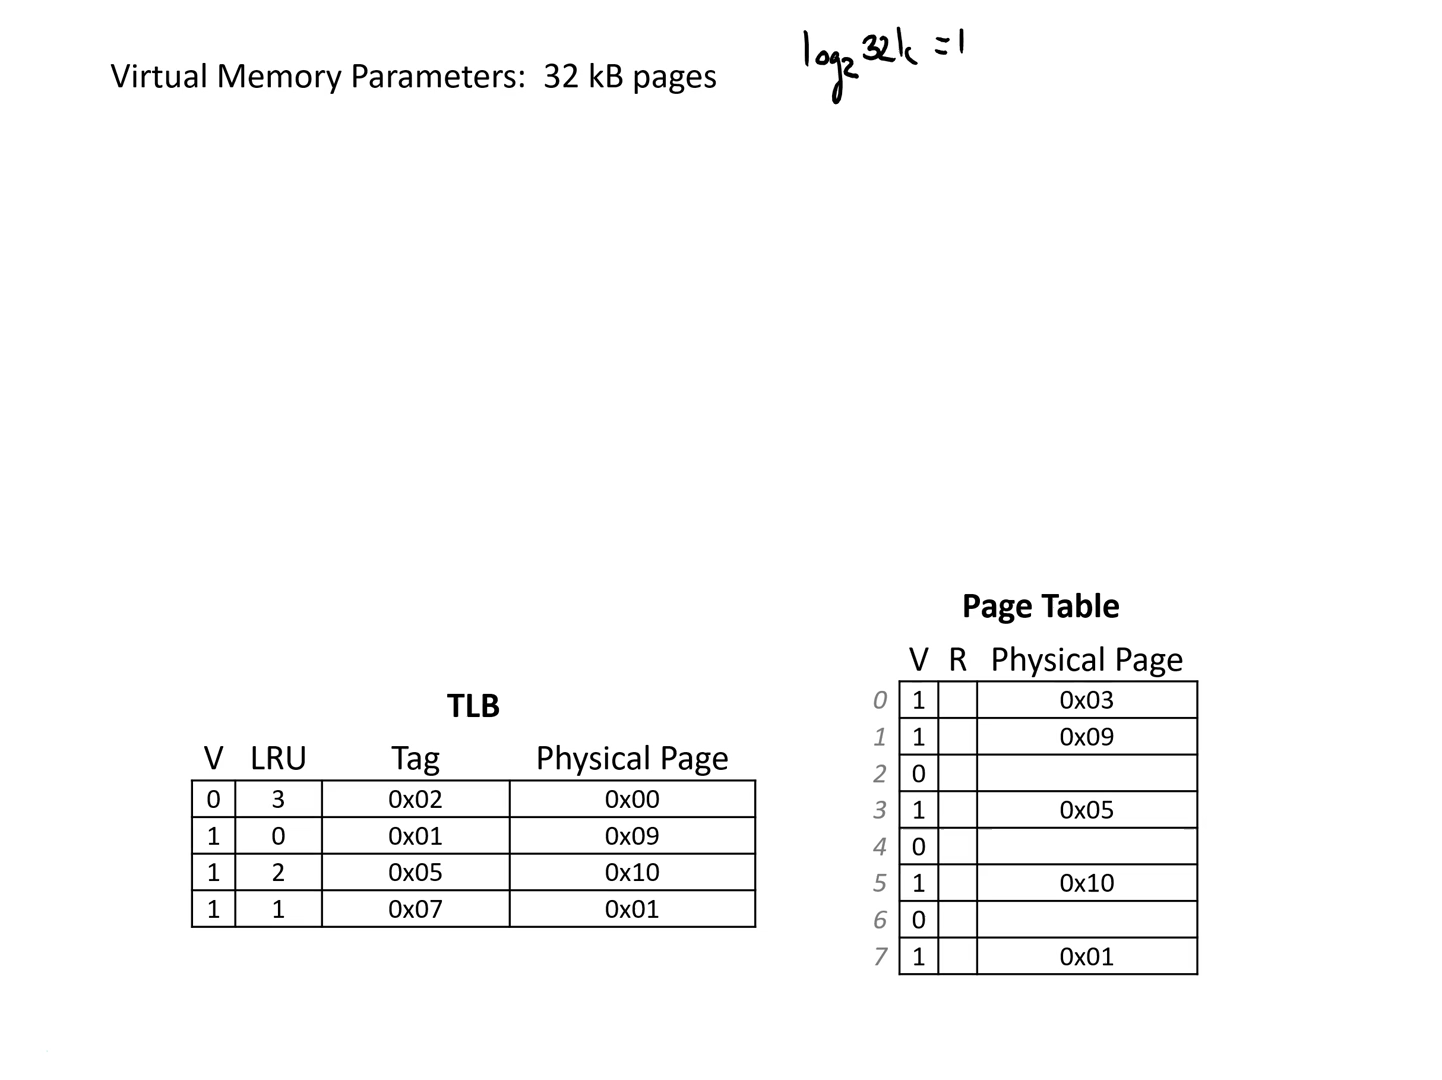 Virtual Memory Parameters: 32 kB pages
log₂ 32k = 1
Page Table
V R Physical Page
0 1 0x03
1 1 0x09
2 0
3 1 0x05
4 0
5 1 0x10
6 0
7 1 0x01
TLB
V LRU Tag Physical Page
0 3 0x02 0x00
1 0 0x01 0x09
1 2 0x05 0x10
1 1 0x07 0x01